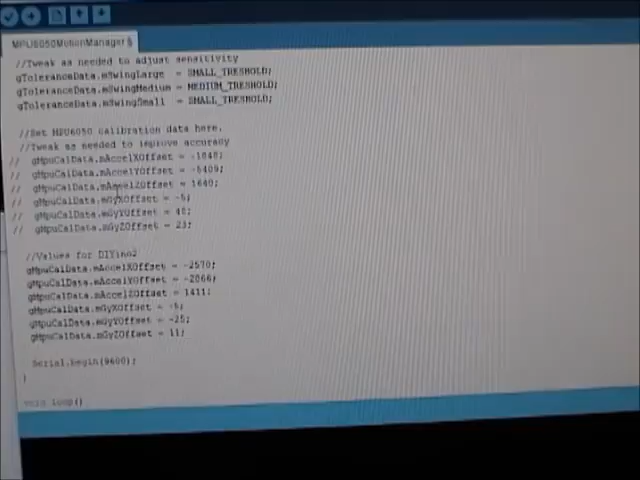 MPU6050MotionManager §
//Tweak as needed to adjust sensitivity
gToleranceData.mSwingLarge = SMALL_TRESHOLD;
gToleranceData.mSwingMedium = MEDIUM_TRESHOLD;
gToleranceData.mSwingSmall = SMALL_TRESHOLD;
//Set MPU6050 calibration data here.
//Tweak as needed to improve accuracy
// gMpuCalData.mAccelXOffset = -1848;
// gMpuCalData.mAccelYOffset = -5409;
// gMpuCalData.mAccelZOffset = 1640;
// gMpuCalData.mGyXOffset = -5;
// gMpuCalData.mGyYOffset = 48;
// gMpuCalData.mGyZOffset = 23;
//Values for DIYino2
gMpuCalData.mAccelXOffset = -2570;
gMpuCalData.mAccelYOffset = -2066;
gMpuCalData.mAccelZOffset = 1411;
gMpuCalData.mGyXOffset = -5;
gMpuCalData.mGyYOffset = -25;
gMpuCalData.mGyZOffset = 11;
Serial.begin(9600);
}
void loop()